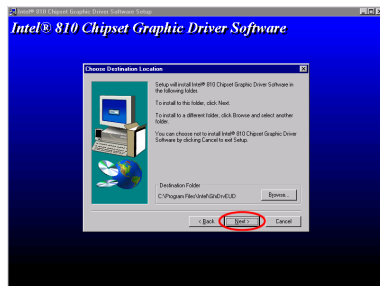 Intel® 810 Chipset Graphic Driver Software Setup
Intel® 810 Chipset Graphic Driver Software
Choose Destination Location
Setup will install Intel® 810 Chipset Graphic Driver Software in
the following folder.
To install to this folder, click Next.
To install to a different folder, click Browse and select another
folder.
You can choose not to install Intel® 810 Chipset Graphic Driver
Software by clicking Cancel to exit Setup.
Destination Folder
Browse...
< Back
Next >
Cancel